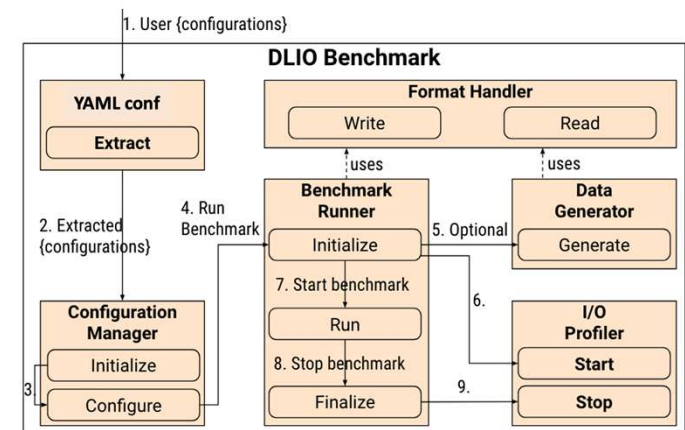 1. User {configurations}
DLIO Benchmark
YAML conf
Extract
Format Handler
Write
Read
uses
uses
2. Extracted
{configurations}
4. Run
Benchmark
Benchmark
Runner
Initialize
5. Optional
Data
Generator
Generate
7. Start benchmark
6.
Run
8. Stop benchmark
Finalize
9.
Configuration
Manager
Initialize
3.
Configure
I/O
Profiler
Start
Stop